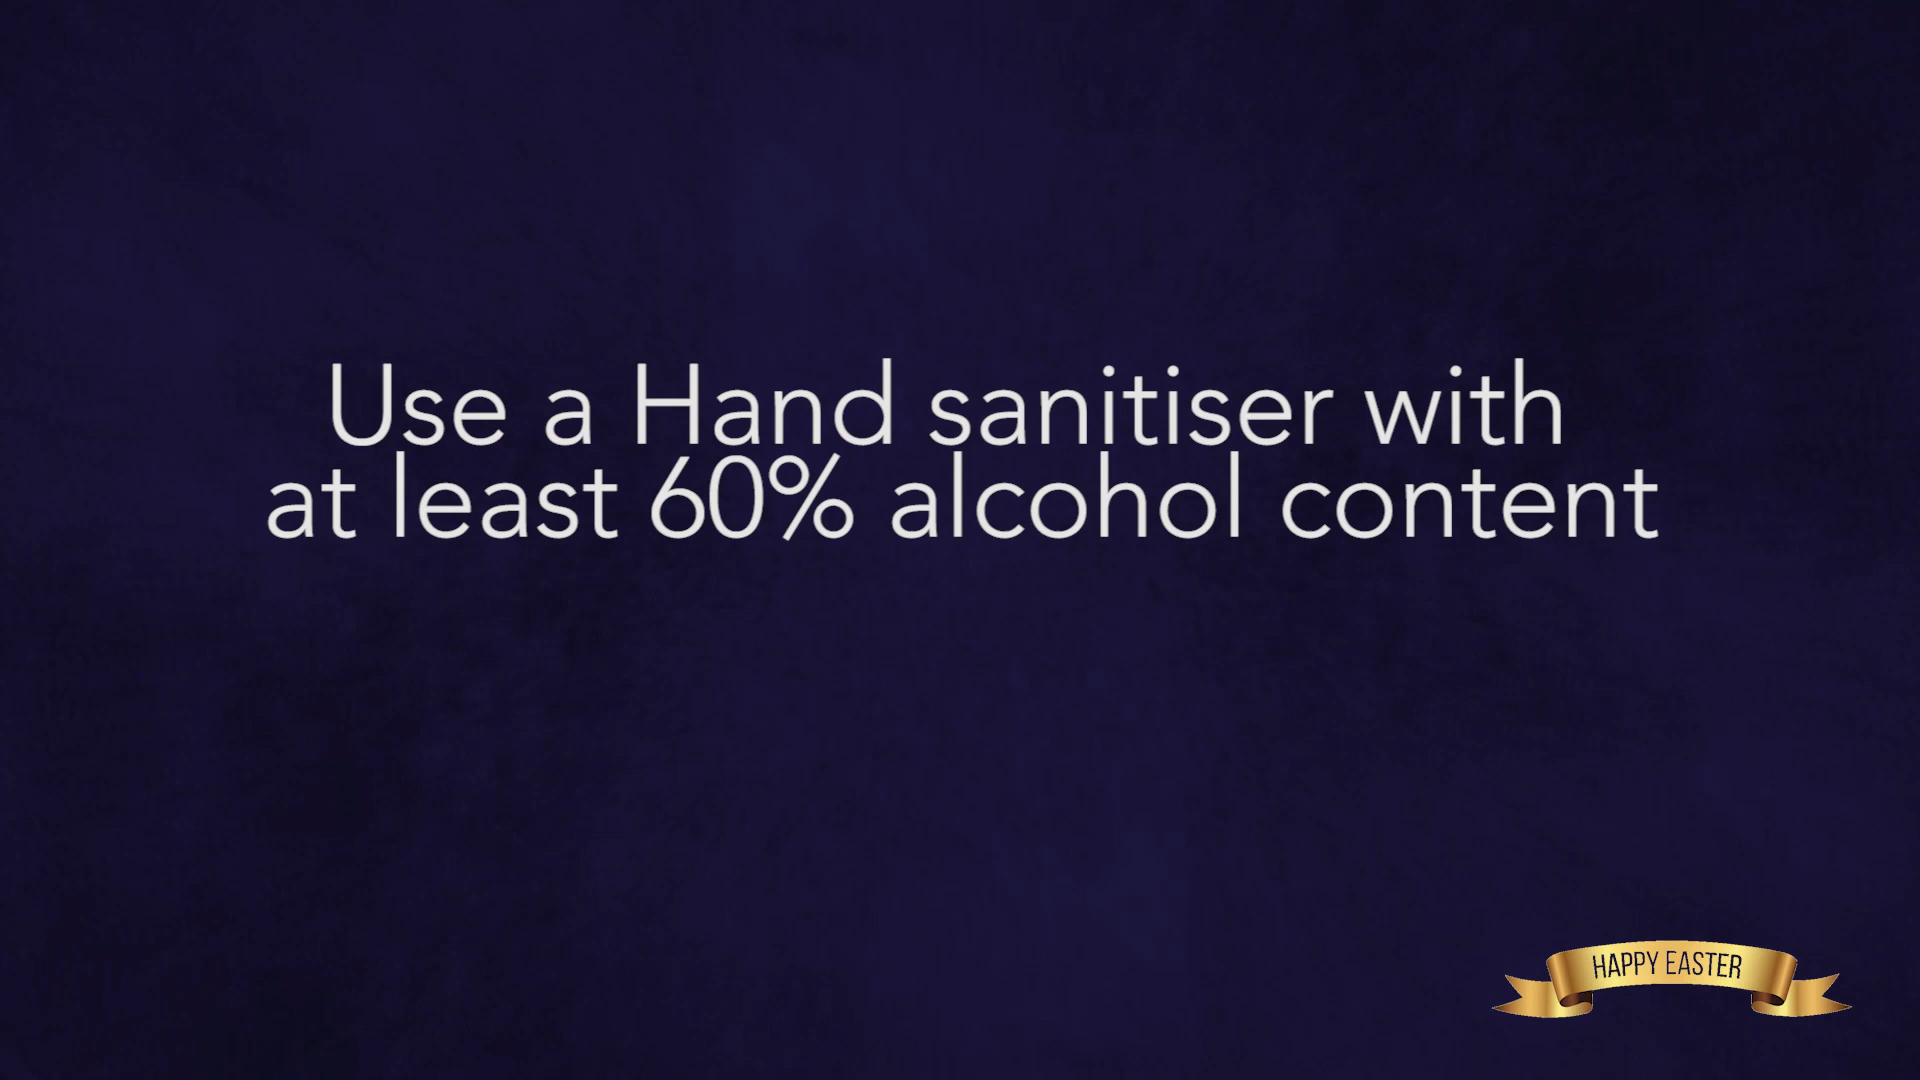 Use a Hand sanitiser with
at least 60% alcohol content
HAPPY EASTER